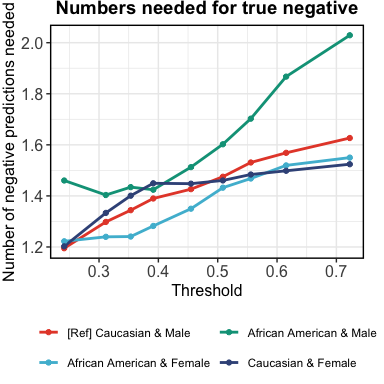 Numbers needed for true negative
Number of negative predictions needed
2.0
1.8
1.6
1.4
1.2
0.3 0.4 0.5 0.6 0.7
Threshold
[Ref] Caucasian & Male African American & Male
African American & Female Caucasian & Female